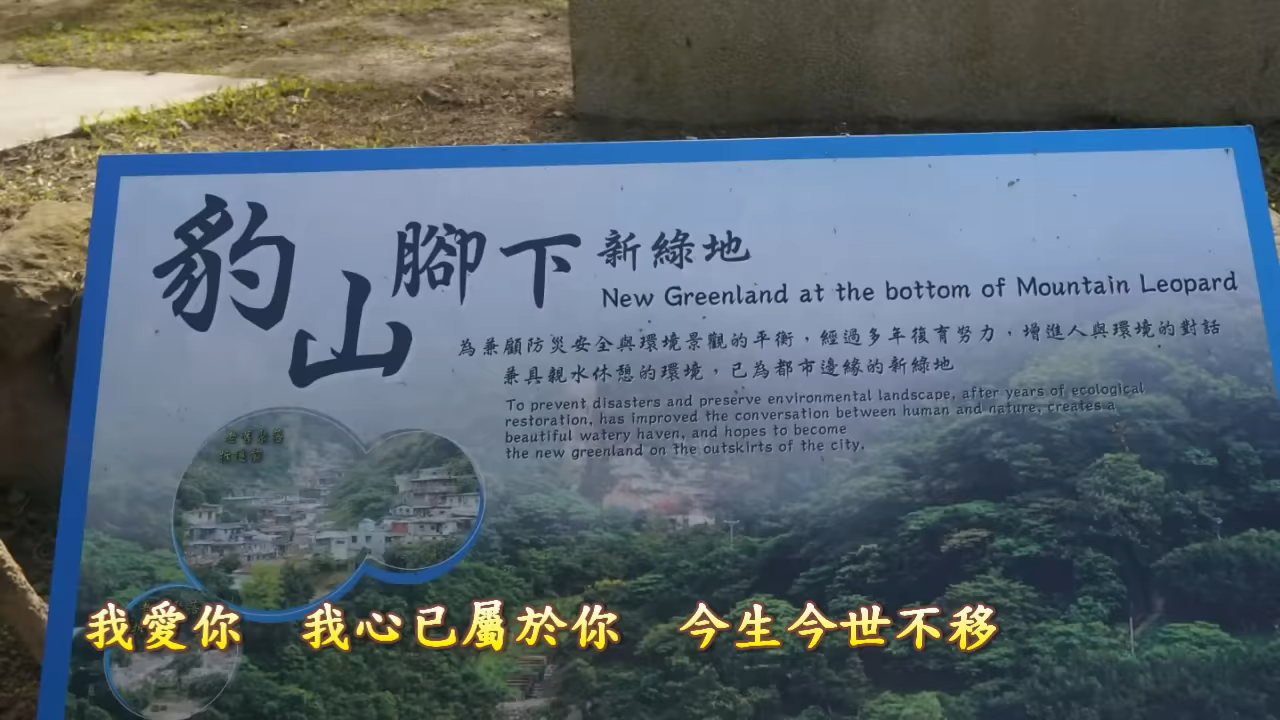 豹山腳下新綠地
New Greenland at the bottom of Mountain Leopard
為兼顧防災安全與環境景觀的平衡，經過多年復育努力，增進人與環境的對話
兼具親水休憩的環境，已為都市邊緣的新綠地
To prevent disasters and preserve environmental landscape, after years of ecological
restoration, has improved the conversation between human and nature, creates a
beautiful watery haven, and hopes to become
the new greenland on the outskirts of the city.
我愛你　我心已屬於你　今生今世不移